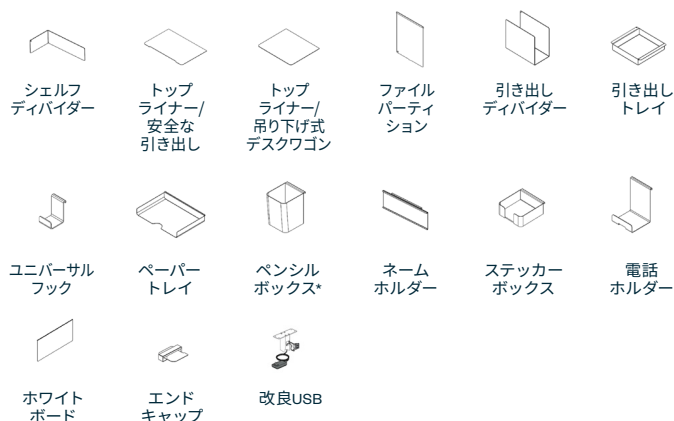 シェルフ
ディバイダー
トップ
ライナー/
安全な
引き出し
トップ
ライナー/
吊り下げ式
デスクワゴン
ファイル
パーティ
ション
引き出し
ディバイダー
引き出し
トレイ
ユニバーサル
フック
ペーパー
トレイ
ペンシル
ボックス*
ネーム
ホルダー
ステッカー
ボックス
電話
ホルダー
ホワイト
ボード
エンド
キャップ
改良USB